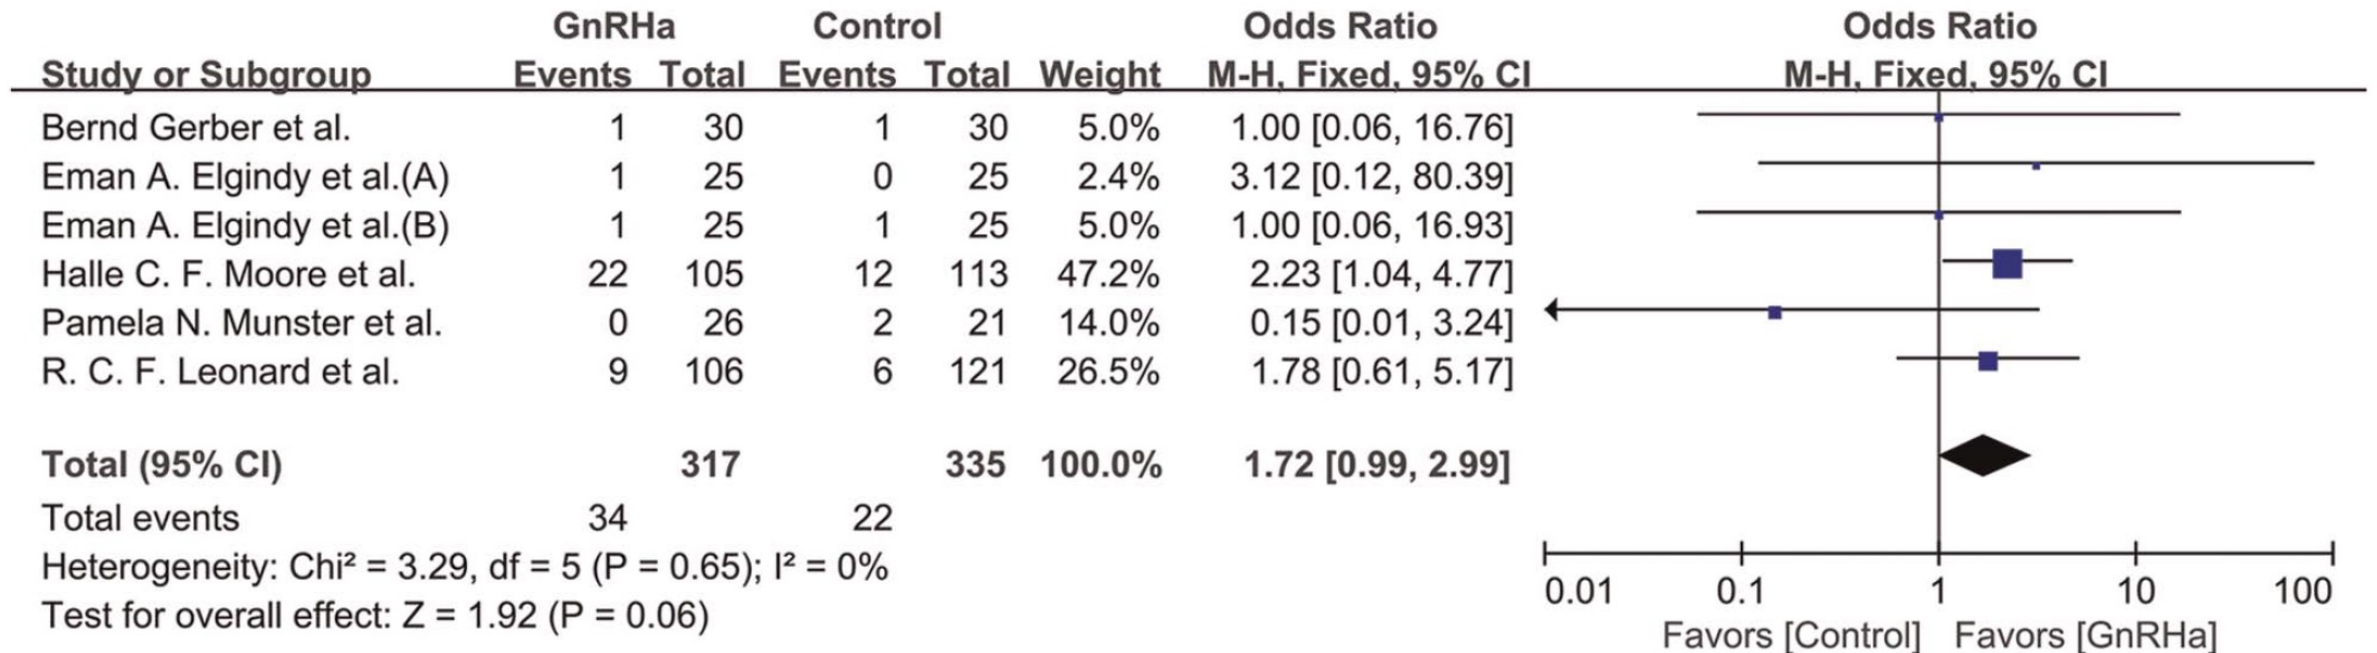 GnRHa Control Odds Ratio Odds Ratio
Study or Subgroup Events Total Events Total Weight M-H, Fixed, 95% CI M-H, Fixed, 95% CI
Bernd Gerber et al. 1 30 1 30 5.0% 1.00 [0.06, 16.76]
Eman A. Elgindy et al.(A) 1 25 0 25 2.4% 3.12 [0.12, 80.39]
Eman A. Elgindy et al.(B) 1 25 1 25 5.0% 1.00 [0.06, 16.93]
Halle C. F. Moore et al. 22 105 12 113 47.2% 2.23 [1.04, 4.77]
Pamela N. Munster et al. 0 26 2 21 14.0% 0.15 [0.01, 3.24]
R. C. F. Leonard et al. 9 106 6 121 26.5% 1.78 [0.61, 5.17]
Total (95% CI) 317 335 100.0% 1.72 [0.99, 2.99]
Total events 34 22
Heterogeneity: Chi² = 3.29, df = 5 (P = 0.65); I² = 0%
Test for overall effect: Z = 1.92 (P = 0.06)
0.01 0.1 1 10 100
Favors [Control] Favors [GnRHa]